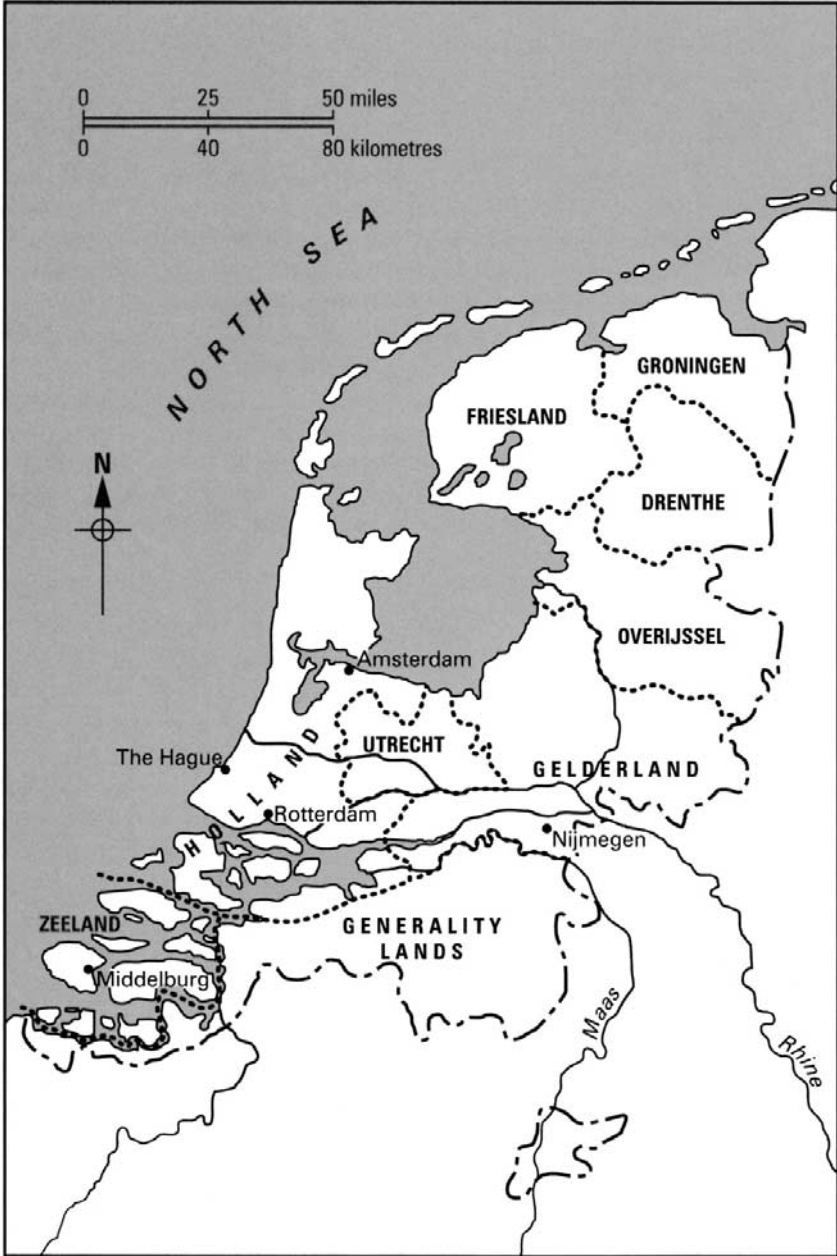 0 25 50 miles
0 40 80 kilometres
NORTH SEA
N
GRONINGEN
FRIESLAND
DRENTHE
OVERIJSSEL
Amsterdam
UTRECHT
The Hague
HOLLAND
GELDERLAND
Rotterdam
Nijmegen
ZEELAND
GENERALITY
LANDS
Middelburg
Maas
Rhine